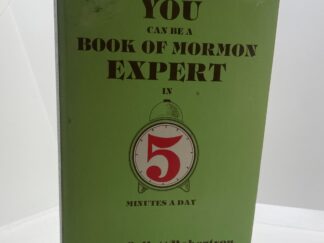 YOU
CAN BE A
BOOK OF MORMON
EXPERT
IN
5
MINUTES A DAY